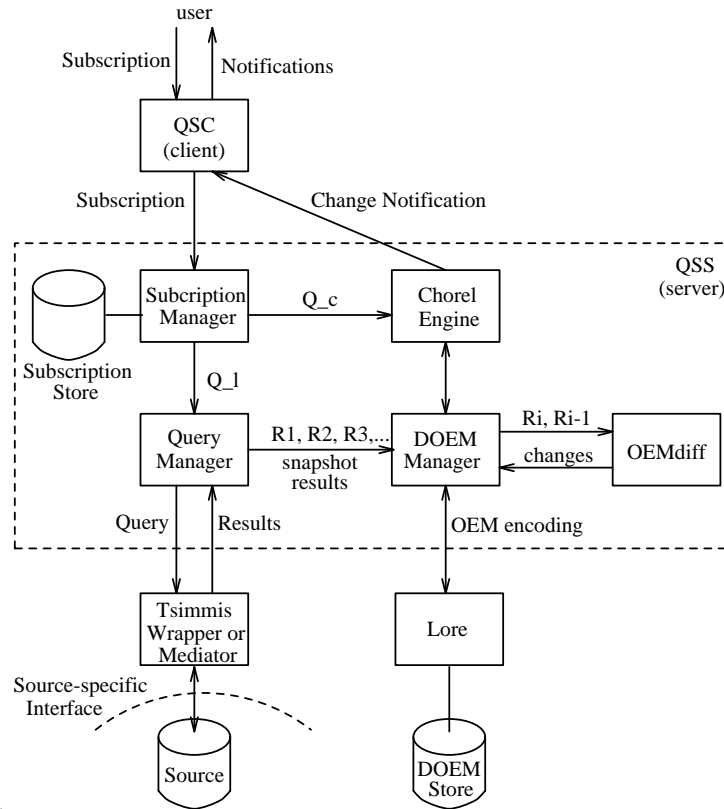 user
Subscription
Notifications
QSC
(client)
Subscription
Change Notification
QSS
(server)
Subcription
Manager
Q_c
Chorel
Engine
Subscription
Store
Q_l
Query
Manager
R1, R2, R3,...
snapshot
results
DOEM
Manager
Ri, Ri-1
changes
OEMdiff
Query
Results
OEM encoding
Tsimmis
Wrapper or
Mediator
Lore
Source-specific
Interface
Source
DOEM
Store